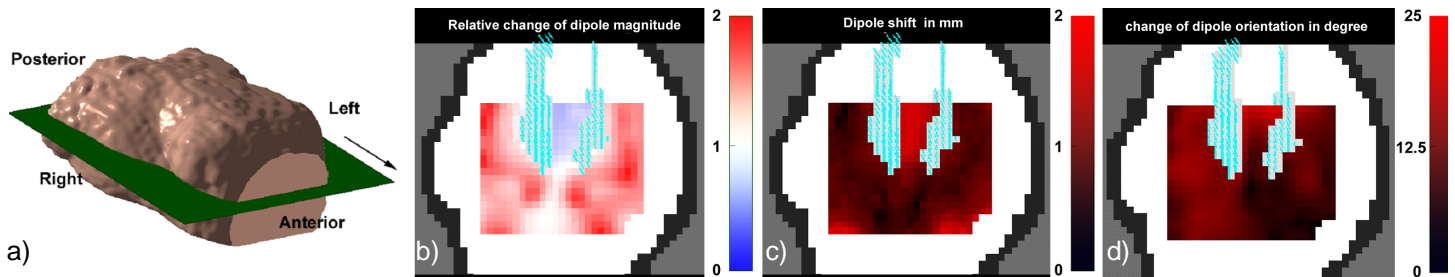 Posterior
Left
Right
Anterior
a)
Relative change of dipole magnitude
b)
2
1
0
Dipole shift in mm
c)
2
1
0
change of dipole orientation in degree
d)
25
12.5
0